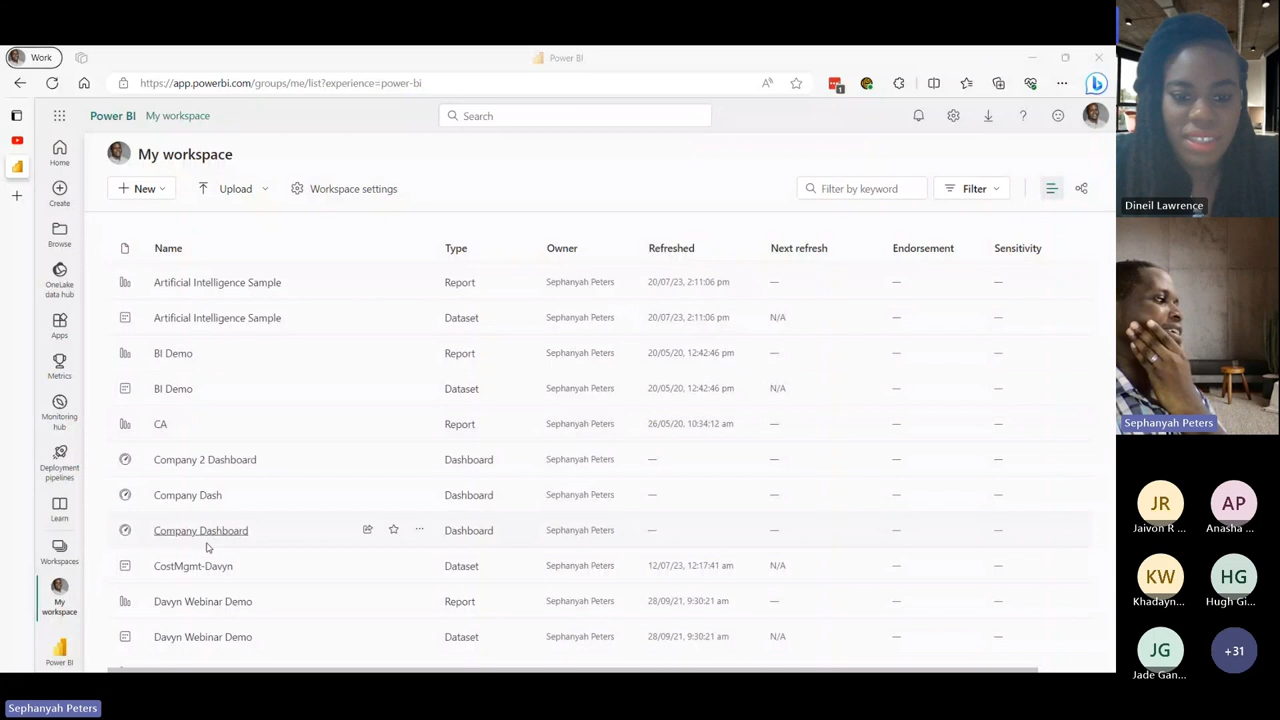 Work
Power BI
https://app.powerbi.com/groups/me/list?experience=power-bi
1
Power BI My workspace
Search
My workspace
New Upload Workspace settings
Filter by keyword Filter
Name Type Owner Refreshed Next refresh Endorsement Sensitivity
Artificial Intelligence Sample Report Sephanyah Peters 20/07/23, 2:11:06 pm — — —
Artificial Intelligence Sample Dataset Sephanyah Peters 20/07/23, 2:11:06 pm N/A — —
BI Demo Report Sephanyah Peters 20/05/20, 12:42:46 pm — — —
BI Demo Dataset Sephanyah Peters 20/05/20, 12:42:46 pm N/A — —
CA Report Sephanyah Peters 26/05/20, 10:34:12 am — — —
Company 2 Dashboard Dashboard Sephanyah Peters — — — —
Company Dash Dashboard Sephanyah Peters — — — —
Company Dashboard Dashboard Sephanyah Peters — — — —
CostMgmt-Davyn Dataset Sephanyah Peters 12/07/23, 12:17:41 am N/A — —
Davyn Webinar Demo Report Sephanyah Peters 28/09/21, 9:30:21 am — — —
Davyn Webinar Demo Dataset Sephanyah Peters 28/09/21, 9:30:21 am N/A — —
Home
Create
Browse
OneLake
data hub
Apps
Metrics
Monitoring
hub
Deployment
pipelines
Learn
Workspaces
My
workspace
Power BI
Dineil Lawrence
Sephanyah Peters
JR AP
Jaivon R ... Anasha ...
KW HG
Khadayn... Hugh Gi...
JG +31
Jade Gan...
Sephanyah Peters